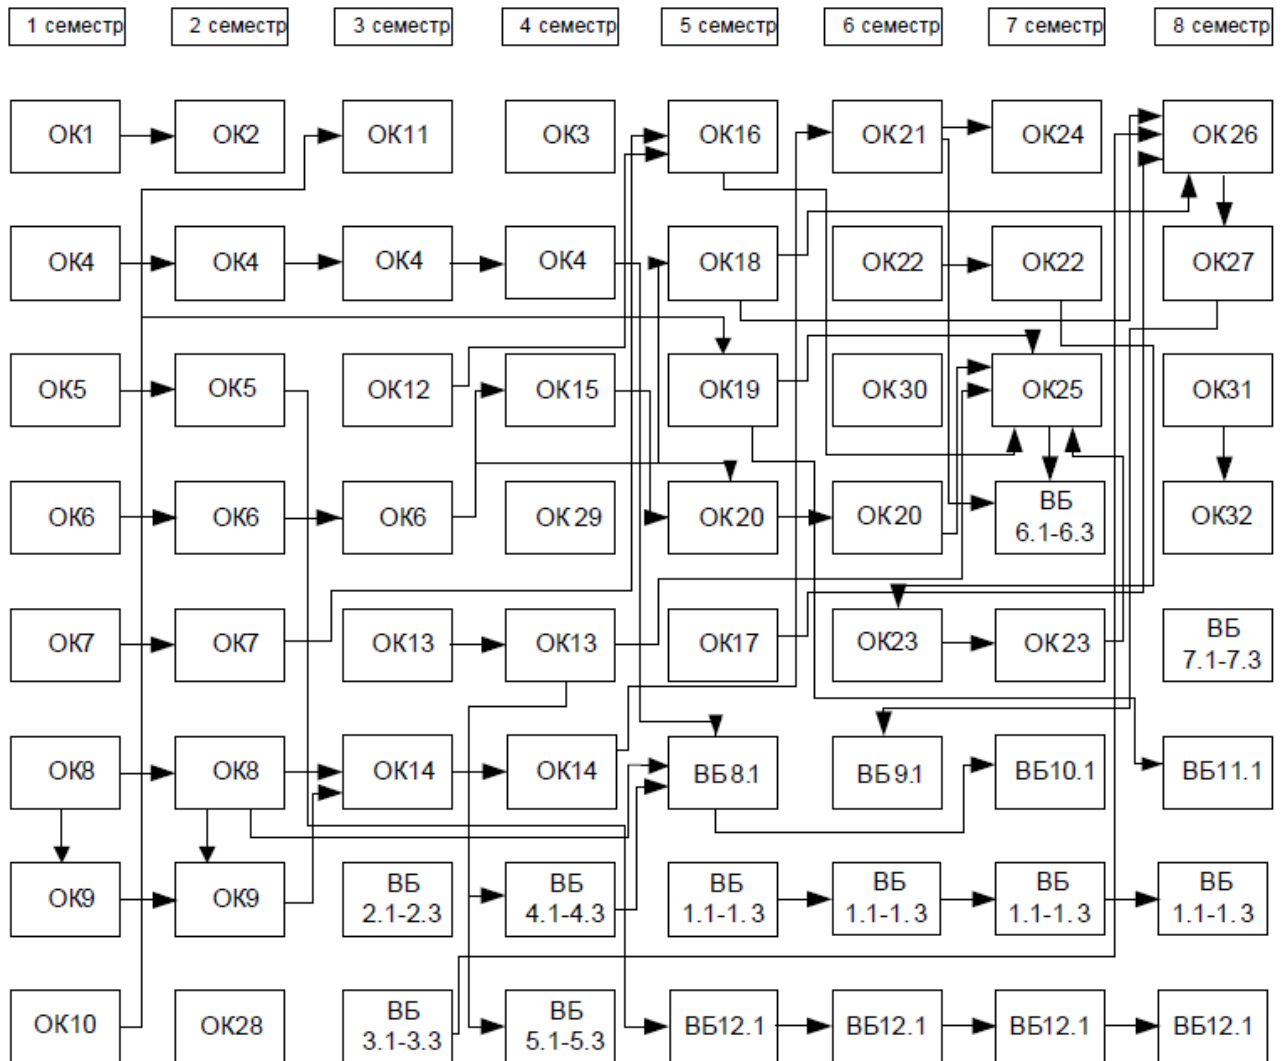 1 семестр
2 семестр
3 семестр
4 семестр
5 семестр
6 семестр
7 семестр
8 семестр
ОК1
ОК2
ОК11
ОК3
ОК16
ОК21
ОК24
ОК26
ОК4
ОК4
ОК4
ОК4
ОК18
ОК22
ОК22
ОК27
ОК5
ОК5
ОК12
ОК15
ОК19
ОК30
ОК25
ОК31
ОК6
ОК6
ОК6
ОК29
ОК20
ОК20
ВБ
6.1-6.3
ОК32
ОК7
ОК7
ОК13
ОК13
ОК17
ОК23
ОК23
ВБ
7.1-7.3
ОК8
ОК8
ОК14
ОК14
ВБ8.1
ВБ9.1
ВБ10.1
ВБ11.1
ОК9
ОК9
ВБ
2.1-2.3
ВБ
4.1-4.3
ВБ
1.1-1.3
ВБ
1.1-1.3
ВБ
1.1-1.3
ВБ
1.1-1.3
ОК10
ОК28
ВБ
3.1-3.3
ВБ
5.1-5.3
ВБ12.1
ВБ12.1
ВБ12.1
ВБ12.1